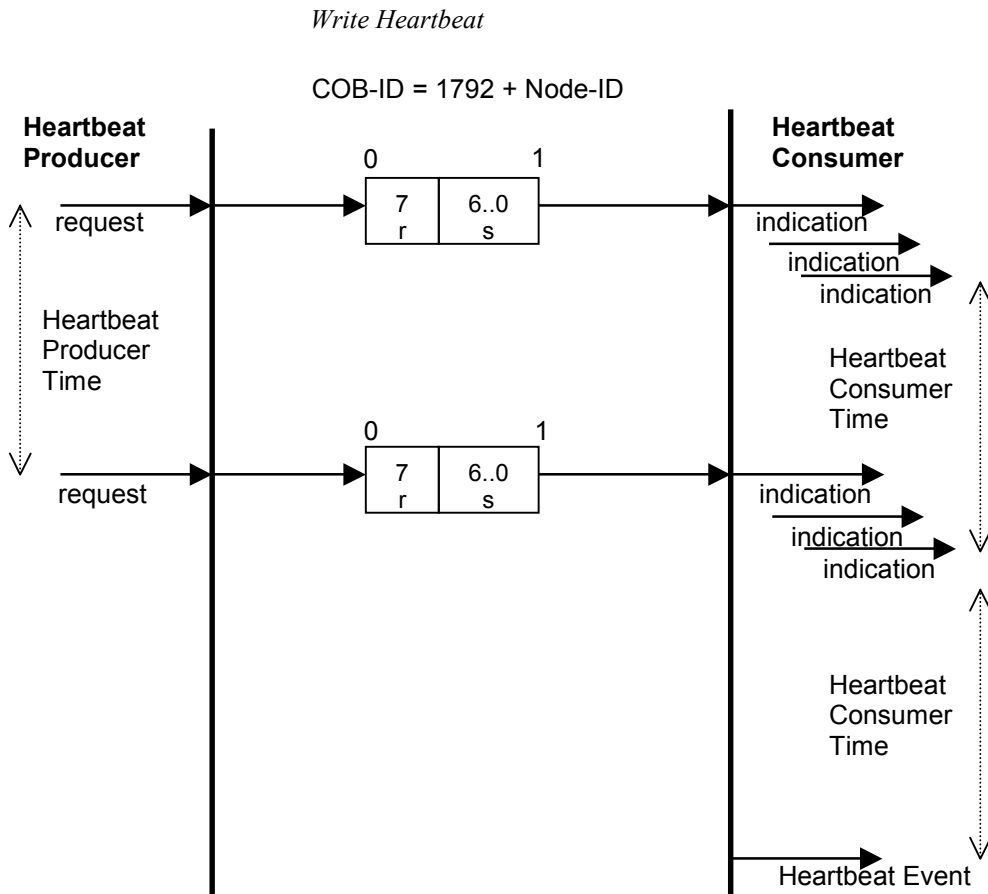 Write Heartbeat
COB-ID = 1792 + Node-ID
Heartbeat
Producer
Heartbeat
Consumer
0 1
7 6..0
r s
request
indication
indication
indication
Heartbeat
Producer
Time
Heartbeat
Consumer
Time
0 1
7 6..0
r s
request
indication
indication
indication
Heartbeat
Consumer
Time
Heartbeat Event